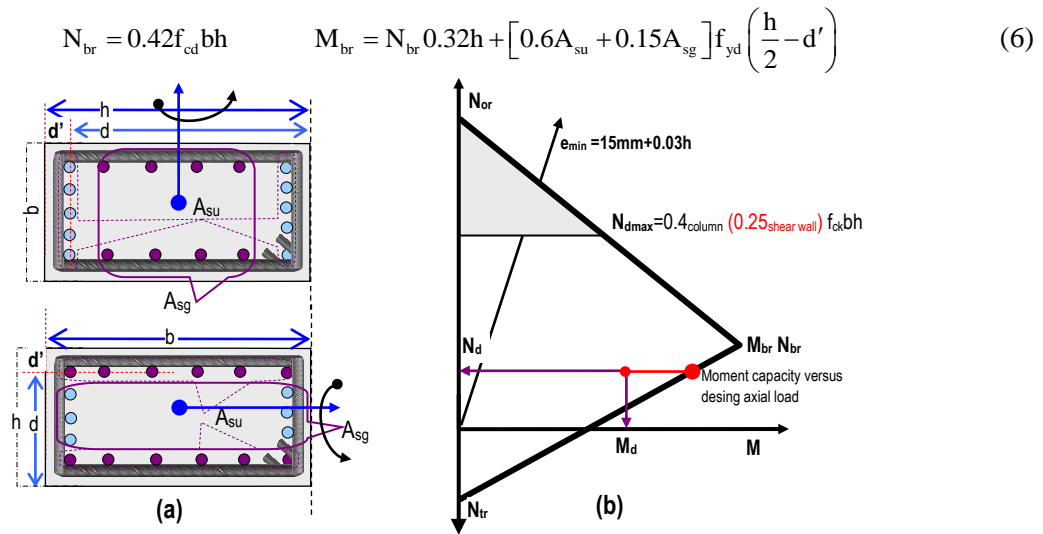 N_br = 0.42f_cd bh M_br = N_br 0.32h + [0.6A_su + 0.15A_sg] f_yd (h/2 − d′) (6)
h
d'
d
b
A_su
A_sg
b
d'
h
d
A_su
A_sg
(a)
N_or
e_min =15mm+0.03h
N_dmax=0.4_column (0.25_shear wall) f_ck bh
N_d
M_br N_br
Moment capacity versus
desing axial load
M_d
M
N_tr
(b)